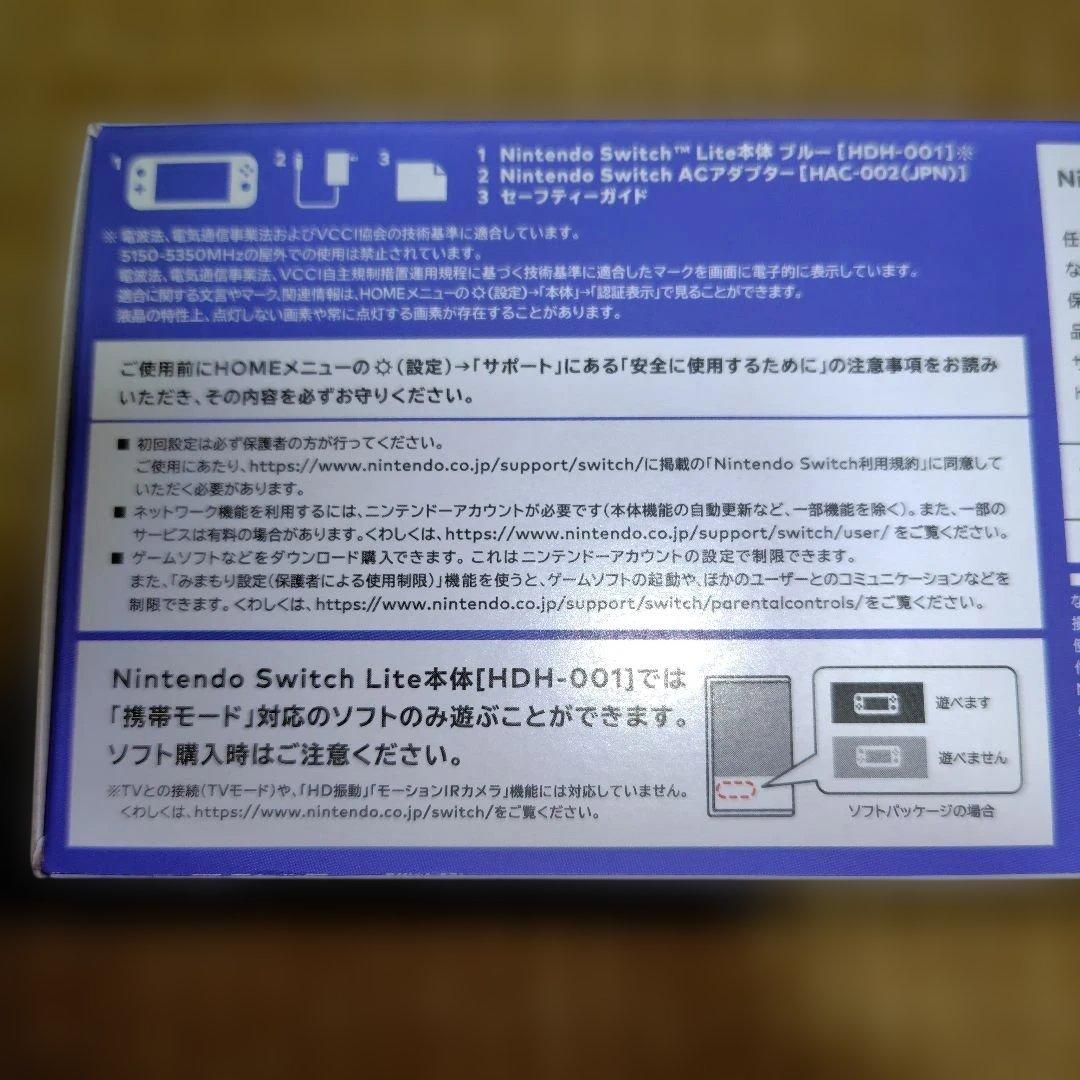 1 2 3
1 Nintendo Switch™ Lite本体 ブルー[HDH-001]※
2 Nintendo Switch ACアダプター[HAC-002(JPN)]
3 セーフティーガイド
※ 電波法、電気通信事業法およびVCCI協会の技術基準に適合しています。
5150-5350MHzの屋外での使用は禁止されています。
電波法、電気通信事業法、VCCI自主規制措置運用規程に基づく技術基準に適合したマークを画面に電子的に表示しています。
適合に関する文言やマーク、関連情報は、HOMEメニューの(設定)→「本体」→「認証表示」で見ることができます。
液晶の特性上、点灯しない画素や常に点灯する画素が存在することがあります。
ご使用前にHOMEメニューの(設定)→「サポート」にある「安全に使用するために」の注意事項をお読み
いただき、その内容を必ずお守りください。
■ 初回設定は必ず保護者の方が行ってください。
ご使用にあたり、https://www.nintendo.co.jp/support/switch/に掲載の「Nintendo Switch利用規約」に同意して
いただく必要があります。
■ ネットワーク機能を利用するには、ニンテンドーアカウントが必要です(本体機能の自動更新など、一部機能を除く)。また、一部の
サービスは有料の場合があります。くわしくは、https://www.nintendo.co.jp/support/switch/user/ をご覧ください。
■ ゲームソフトなどをダウンロード購入できます。これはニンテンドーアカウントの設定で制限できます。
また、「みまもり設定(保護者による使用制限)」機能を使うと、ゲームソフトの起動や、ほかのユーザーとのコミュニケーションなどを
制限できます。くわしくは、https://www.nintendo.co.jp/support/switch/parentalcontrols/をご覧ください。
Nintendo Switch Lite本体[HDH-001]では
「携帯モード」対応のソフトのみ遊ぶことができます。
ソフト購入時はご注意ください。
※TVとの接続(TVモード)や、「HD振動」「モーションIRカメラ」機能には対応していません。
くわしくは、https://www.nintendo.co.jp/switch/をご覧ください。
遊べます
遊べません
ソフトパッケージの場合